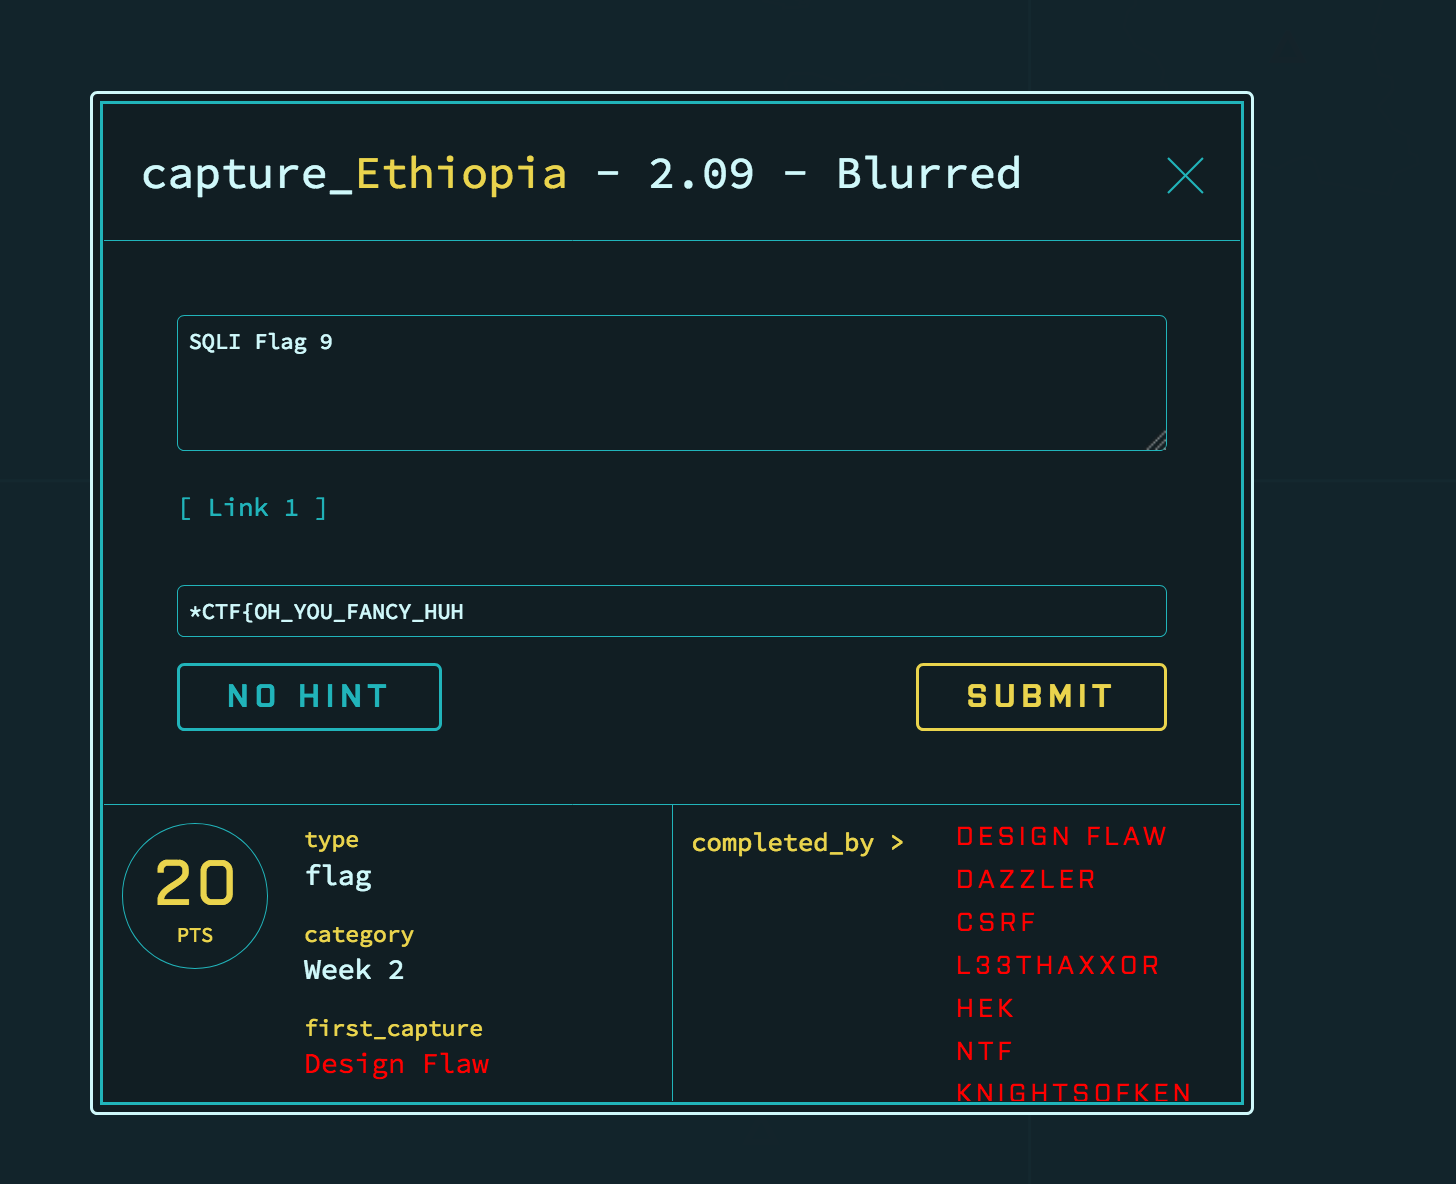 capture_Ethiopia - 2.09 - Blurred
SQLI Flag 9
[ Link 1 ]
*CTF{OH_YOU_FANCY_HUH
NO HINT
SUBMIT
20
PTS
type
flag
category
Week 2
first_capture
Design Flaw
completed_by >
DESIGN FLAW
DAZZLER
CSRF
L33THAXXOR
HEK
NTF
KNIGHTSOFKEN